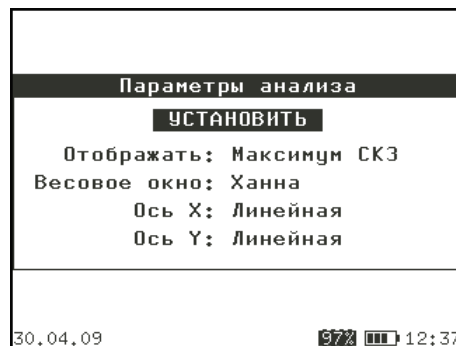 Параметры анализа
УСТАНОВИТЬ
Отображать: Максимум СКЗ
Весовое окно: Ханна
Ось X: Линейная
Ось Y: Линейная
30.04.09 97% 12:37